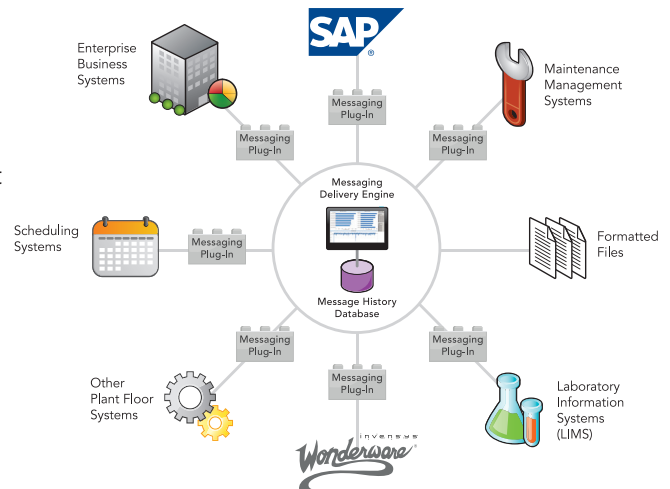 SAP
®
Enterprise
Business
Systems
Maintenance
Management
Systems
Messaging
Plug-In
Messaging
Plug-In
Messaging
Plug-In
Messaging
Delivery Engine
Scheduling
Systems
Messaging
Plug-In
Formatted
Files
Message History
Database
Messaging
Plug-In
Messaging
Plug-In
Messaging
Plug-In
Other
Plant Floor
Systems
Laboratory
Information
Systems
(LIMS)
invensys
Wonderware